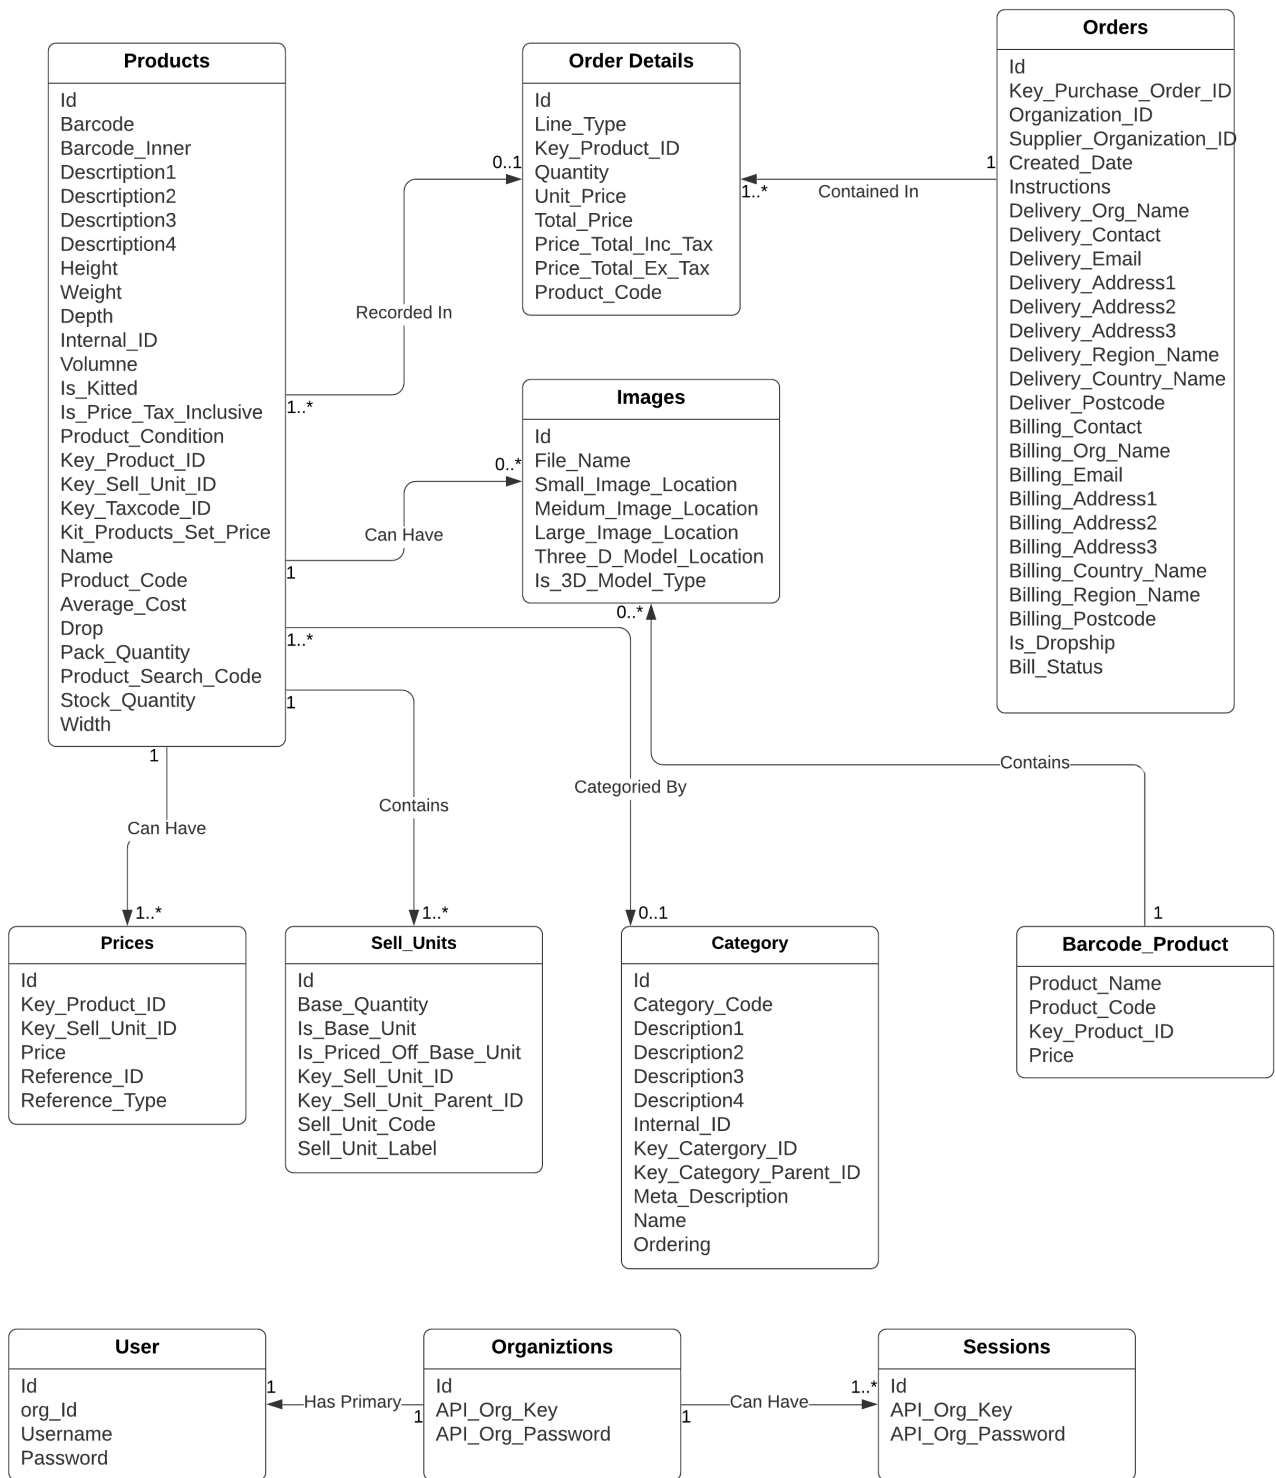 Products
Id
Barcode
Barcode_Inner
Descrtiption1
Descrtiption2
Descrtiption3
Descrtiption4
Height
Weight
Depth
Internal_ID
Volumne
Is_Kitted
Is_Price_Tax_Inclusive
Product_Condition
Key_Product_ID
Key_Sell_Unit_ID
Key_Taxcode_ID
Kit_Products_Set_Price
Name
Product_Code
Average_Cost
Drop
Pack_Quantity
Product_Search_Code
Stock_Quantity
Width
0..1
Recorded In
1..*
0..*
Can Have
1
1..*
1
Order Details
Id
Line_Type
Key_Product_ID
Quantity
Unit_Price
Total_Price
Price_Total_Inc_Tax
Price_Total_Ex_Tax
Product_Code
1
1..*
Contained In
Images
Id
File_Name
Small_Image_Location
Meidum_Image_Location
Large_Image_Location
Three_D_Model_Location
Is_3D_Model_Type
0..*
Orders
Id
Key_Purchase_Order_ID
Organization_ID
Supplier_Organization_ID
Created_Date
Instructions
Delivery_Org_Name
Delivery_Contact
Delivery_Email
Delivery_Address1
Delivery_Address2
Delivery_Address3
Delivery_Region_Name
Delivery_Country_Name
Deliver_Postcode
Billing_Contact
Billing_Org_Name
Billing_Email
Billing_Address1
Billing_Address2
Billing_Address3
Billing_Country_Name
Billing_Region_Name
Billing_Postcode
Is_Dropship
Bill_Status
1
Can Have
1..*
Contains
1..*
Categoried By
0..1
Contains
1
Prices
Id
Key_Product_ID
Key_Sell_Unit_ID
Price
Reference_ID
Reference_Type
Sell_Units
Id
Base_Quantity
Is_Base_Unit
Is_Priced_Off_Base_Unit
Key_Sell_Unit_ID
Key_Sell_Unit_Parent_ID
Sell_Unit_Code
Sell_Unit_Label
Category
Id
Category_Code
Description1
Description2
Description3
Description4
Internal_ID
Key_Catergory_ID
Key_Category_Parent_ID
Meta_Description
Name
Ordering
Barcode_Product
Product_Name
Product_Code
Key_Product_ID
Price
User
Id
org_Id
Username
Password
1
Has Primary
1
Organiztions
Id
API_Org_Key
API_Org_Password
1
Can Have
1..*
Sessions
Id
API_Org_Key
API_Org_Password